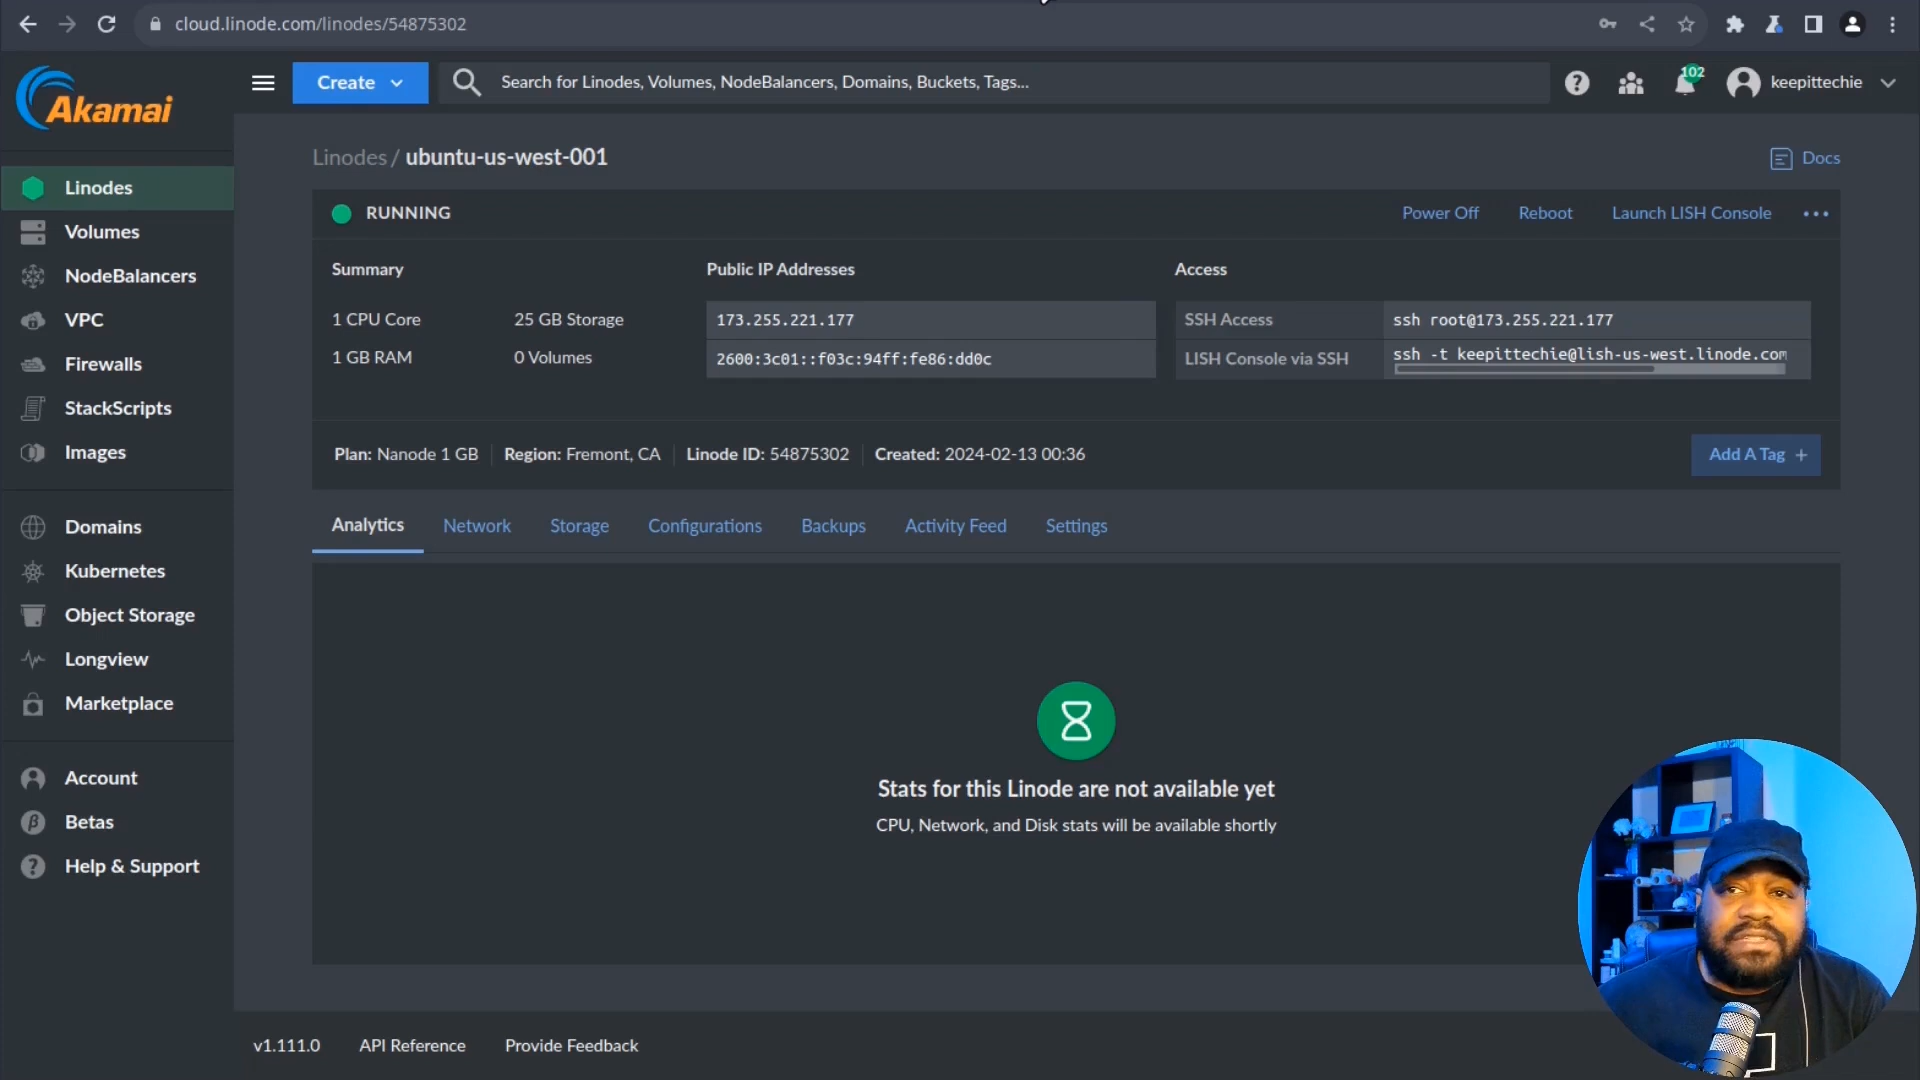 cloud.linode.com/linodes/54875302
Akamai
Create
Search for Linodes, Volumes, NodeBalancers, Domains, Buckets, Tags...
102
keepittechie
Linodes
Volumes
NodeBalancers
VPC
Firewalls
StackScripts
Images
Domains
Kubernetes
Object Storage
Longview
Marketplace
Account
Betas
Help & Support
Linodes / ubuntu-us-west-001
Docs
RUNNING
Power Off
Reboot
Launch LISH Console
Summary
1 CPU Core
25 GB Storage
1 GB RAM
0 Volumes
Public IP Addresses
173.255.221.177
2600:3c01::f03c:94ff:fe86:dd0c
Access
SSH Access
ssh root@173.255.221.177
LISH Console via SSH
ssh -t keepittechie@lish-us-west.linode.com
Plan: Nanode 1 GB
Region: Fremont, CA
Linode ID: 54875302
Created: 2024-02-13 00:36
Add A Tag +
Analytics
Network
Storage
Configurations
Backups
Activity Feed
Settings
Stats for this Linode are not available yet
CPU, Network, and Disk stats will be available shortly
v1.111.0
API Reference
Provide Feedback